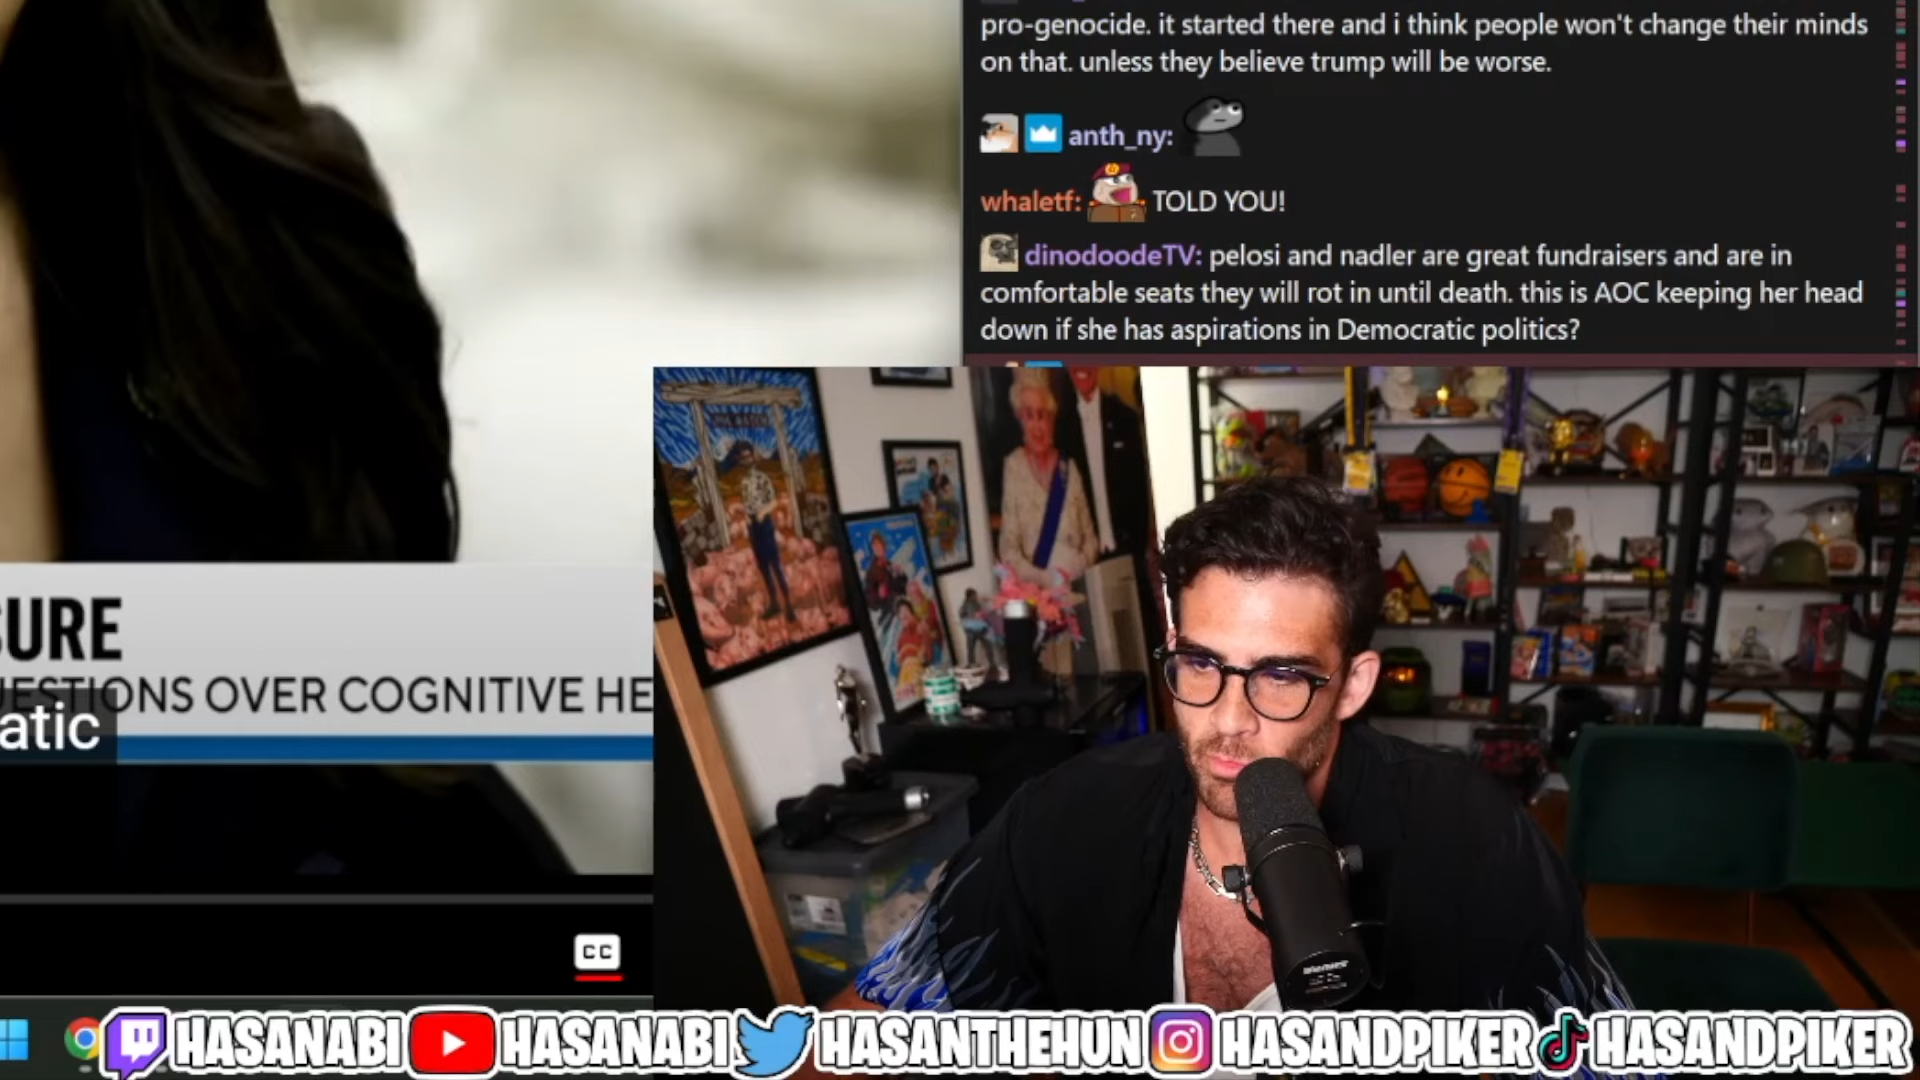 pro-genocide. it started there and i think people won't change their minds
on that. unless they believe trump will be worse.
anth_ny:
whaletf: TOLD YOU!
dinodoodeTV: pelosi and nadler are great fundraisers and are in
comfortable seats they will rot in until death. this is AOC keeping her head
down if she has aspirations in Democratic politics?
SURE
UESTIONS OVER COGNITIVE HE
atic
CC
HASANABI HASANABI HASANTHEHUN HASANDPIKER HASANDPIKER